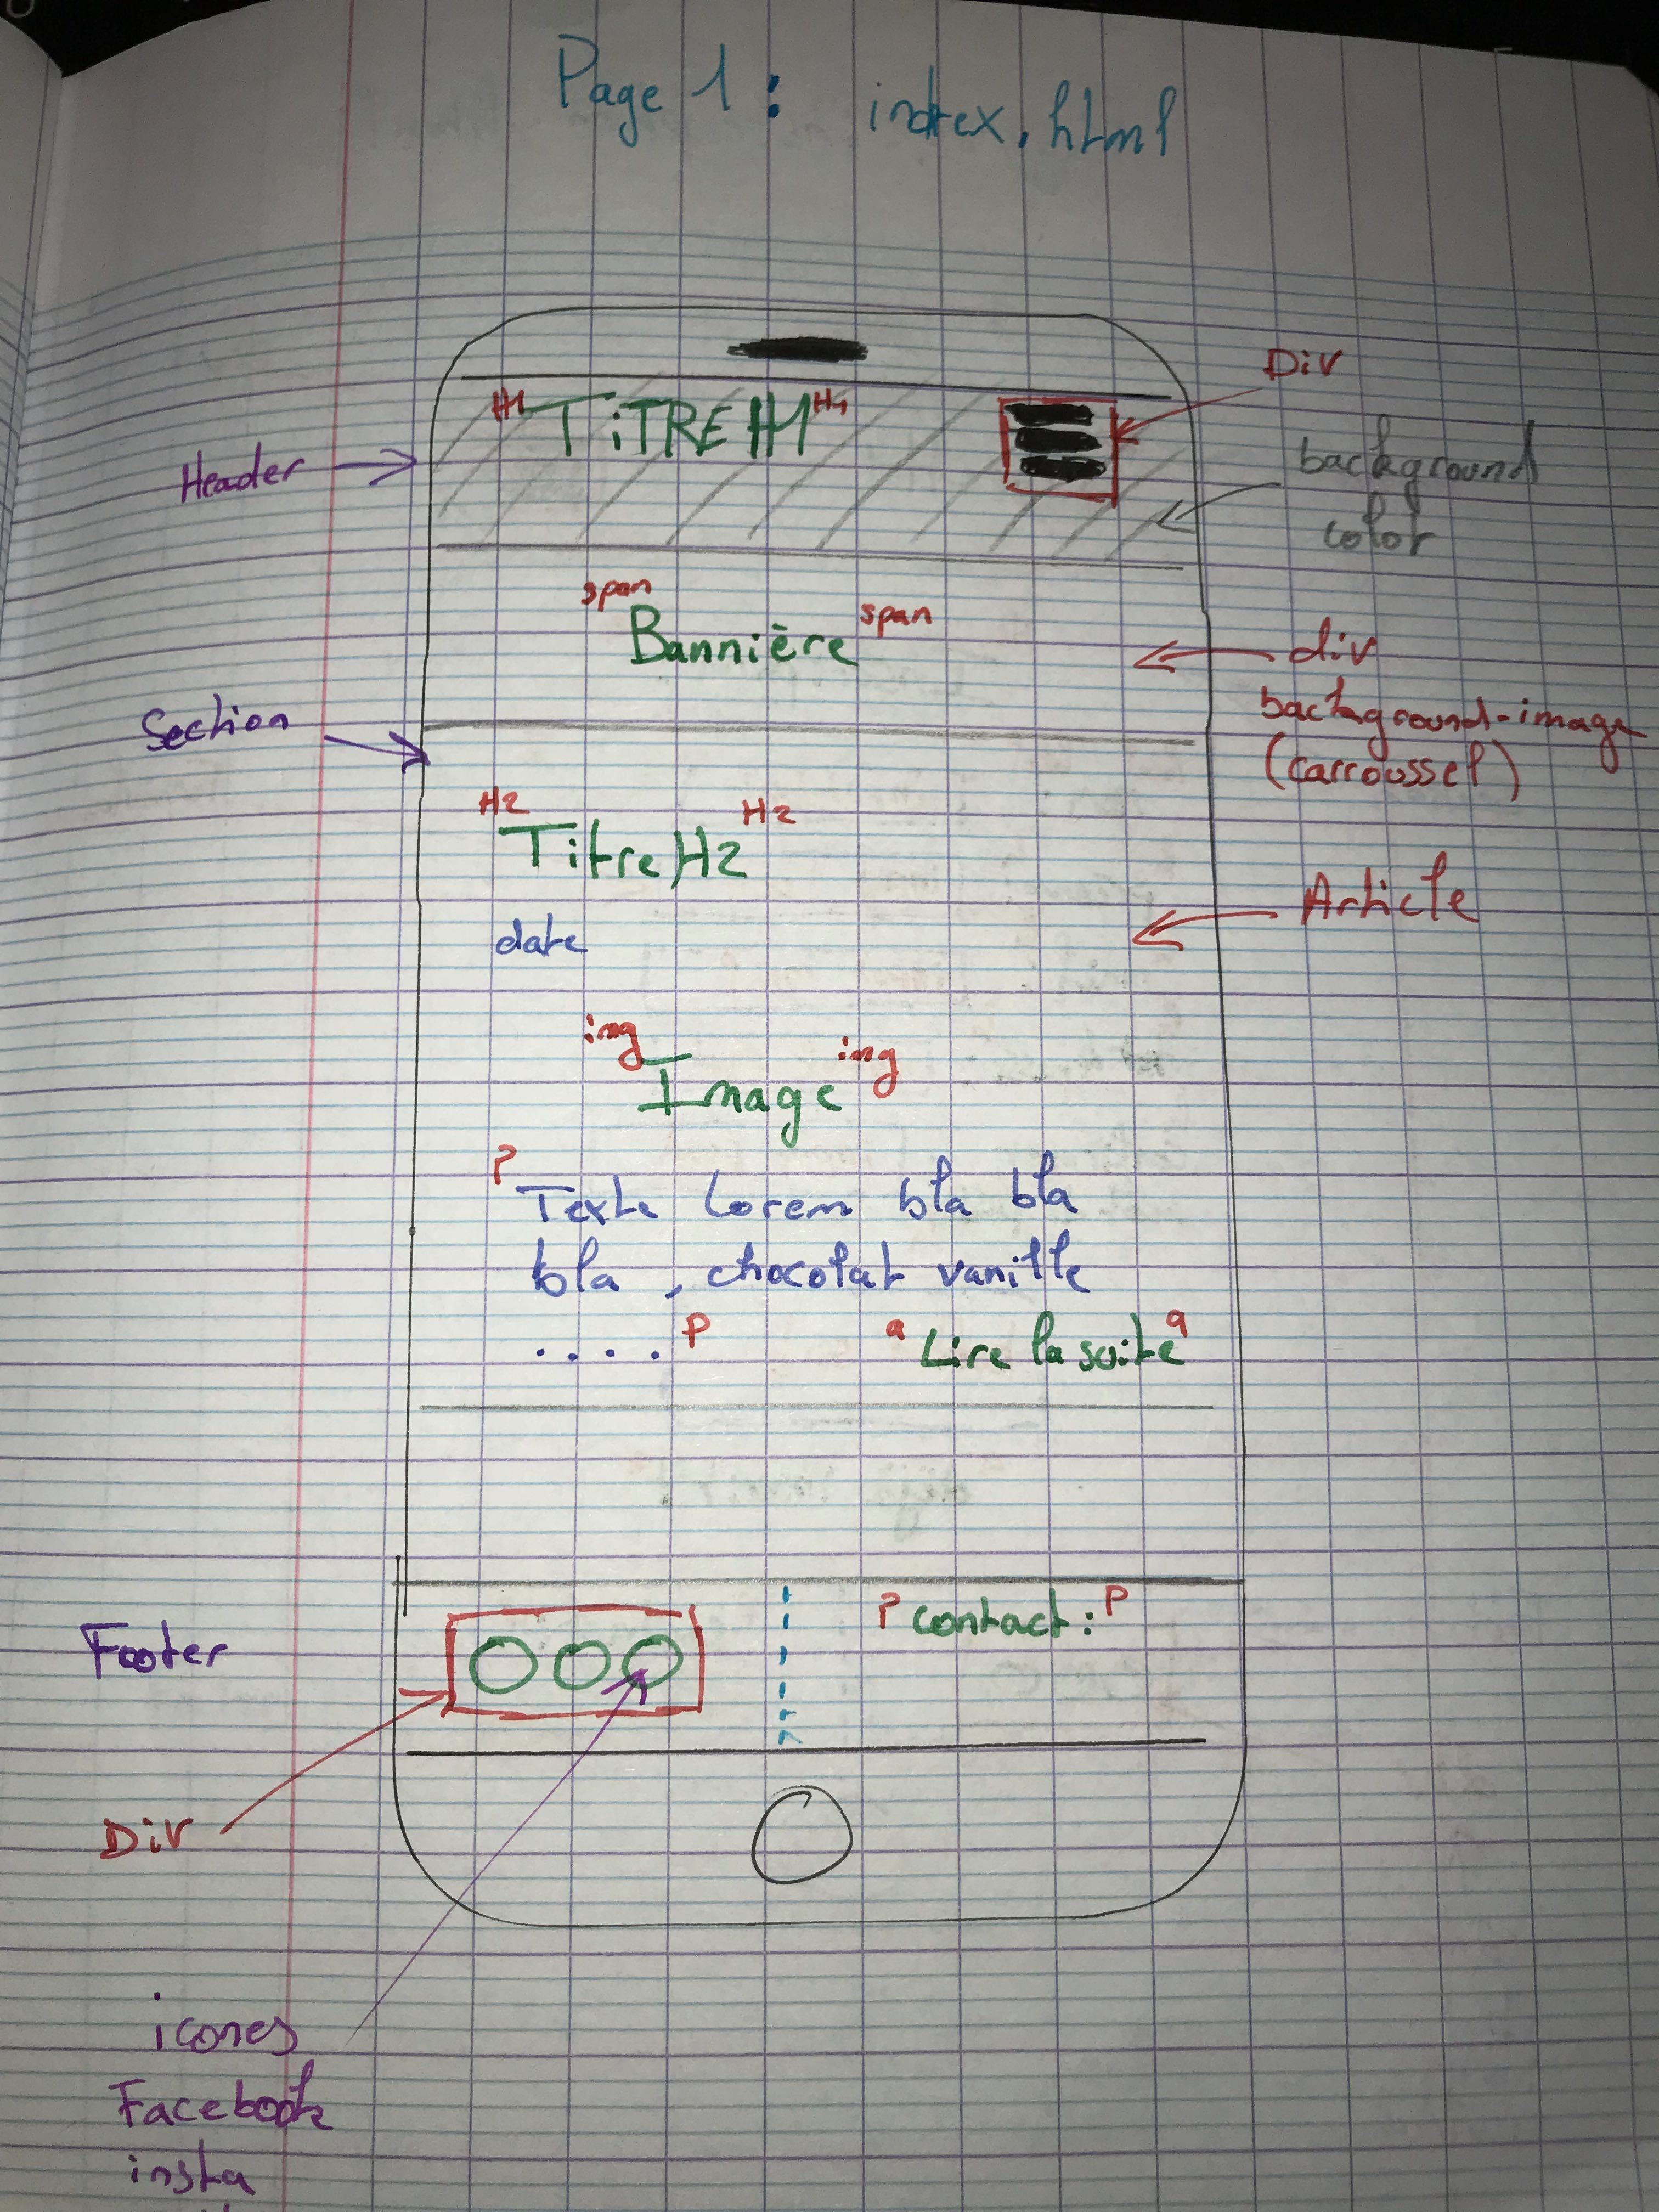 Page 1 : index.html
Div
H1 TiTRE H1 H1
Header
background
color
span Bannière span
div
Section
background-image
(carroussel)
H2 Titre H2 H2
Article
date
img Image img
P Texte Lorem bla bla
bla , chocolat vanille
.... P a Lire la suite a
Footer
P contact : P
Div
icones
Facebook
insta